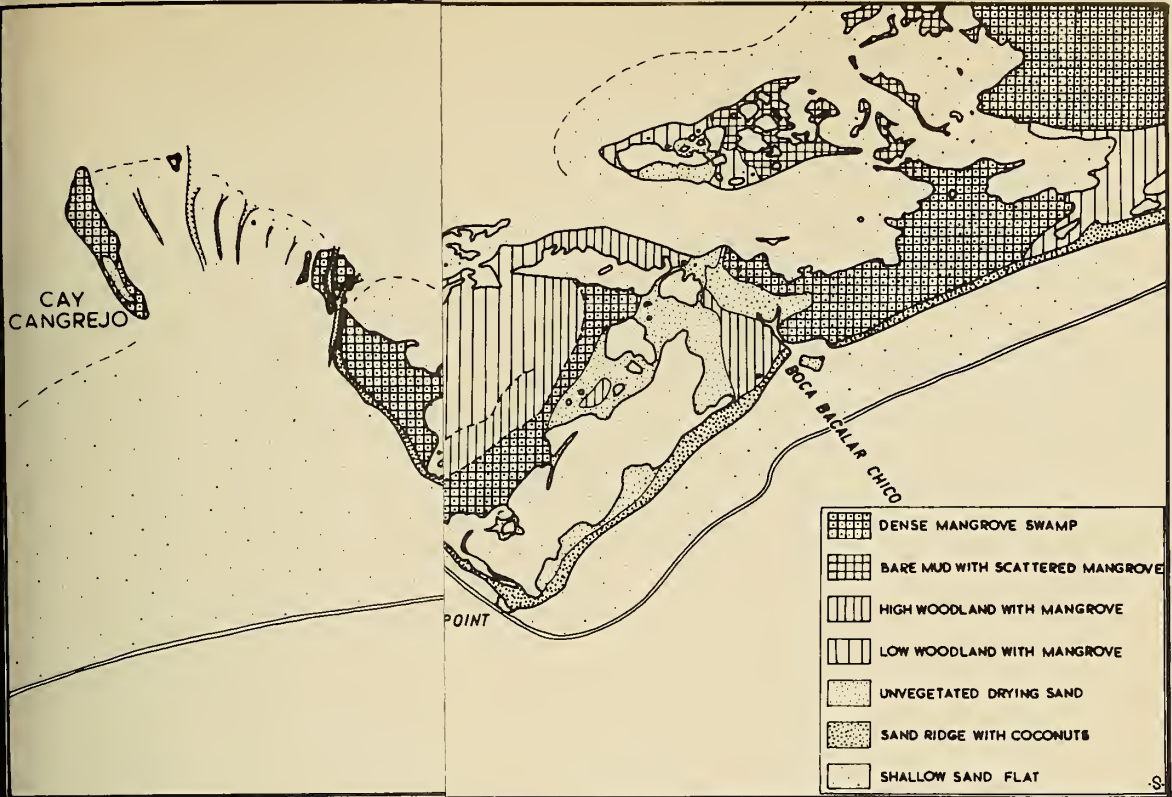 CAY
CANGREJO
POINT
BOCA BACALAR CHICO
DENSE MANGROVE SWAMP
BARE MUD WITH SCATTERED MANGROVE
HIGH WOODLAND WITH MANGROVE
LOW WOODLAND WITH MANGROVE
UNVEGETATED DRYING SAND
SAND RIDGE WITH COCONUTS
SHALLOW SAND FLAT
·S·